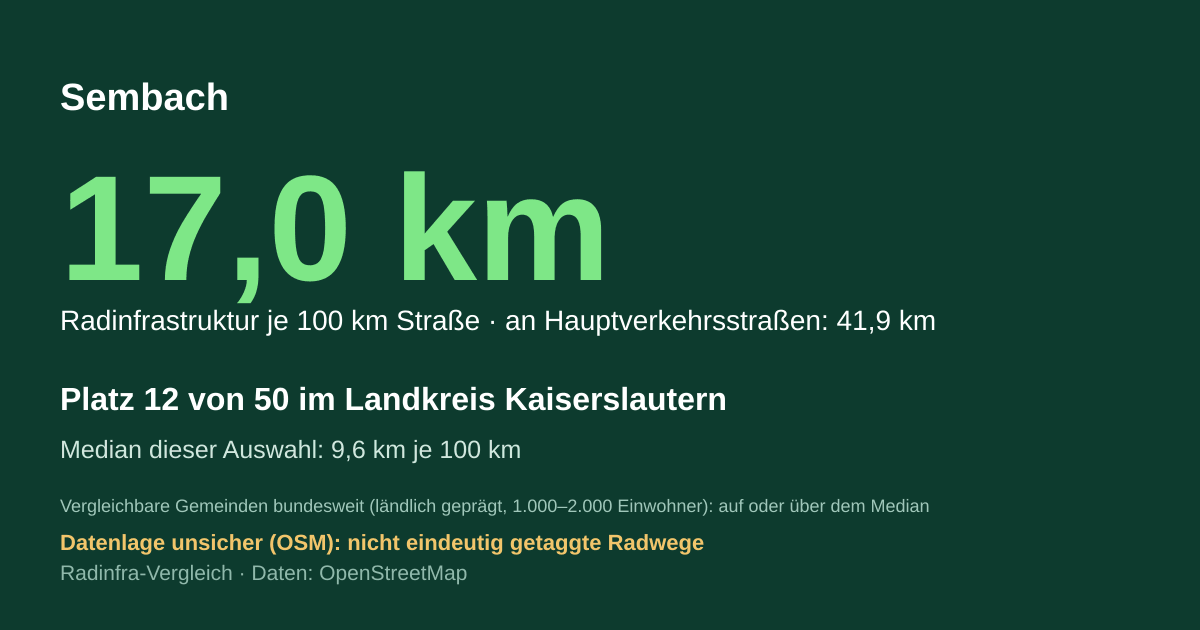 Sembach
17,0 km
Radinfrastruktur je 100 km Straße · an Hauptverkehrsstraßen: 41,9 km
Platz 12 von 50 im Landkreis Kaiserslautern
Median dieser Auswahl: 9,6 km je 100 km
Vergleichbare Gemeinden bundesweit (ländlich geprägt, 1.000–2.000 Einwohner): auf oder über dem Median
Datenlage unsicher (OSM): nicht eindeutig getaggte Radwege
Radinfra-Vergleich · Daten: OpenStreetMap